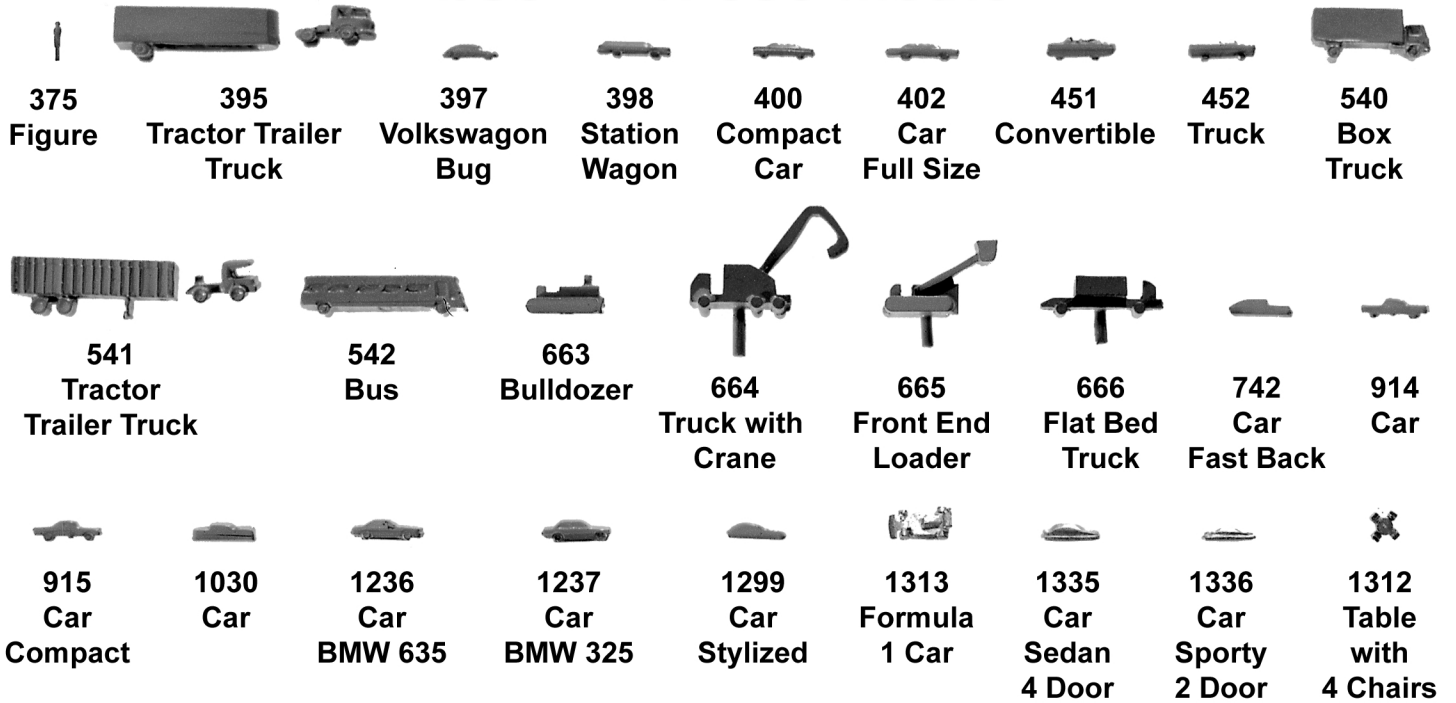 375
Figure
395
Tractor Trailer
Truck
397
Volkswagon
Bug
398
Station
Wagon
400
Compact
Car
402
Car
Full Size
451
Convertible
452
Truck
540
Box
Truck
541
Tractor
Trailer Truck
542
Bus
663
Bulldozer
664
Truck with
Crane
665
Front End
Loader
666
Flat Bed
Truck
742
Car
Fast Back
914
Car
915
Car
Compact
1030
Car
1236
Car
BMW 635
1237
Car
BMW 325
1299
Car
Stylized
1313
Formula
1 Car
1335
Car
Sedan
4 Door
1336
Car
Sporty
2 Door
1312
Table
with
4 Chairs